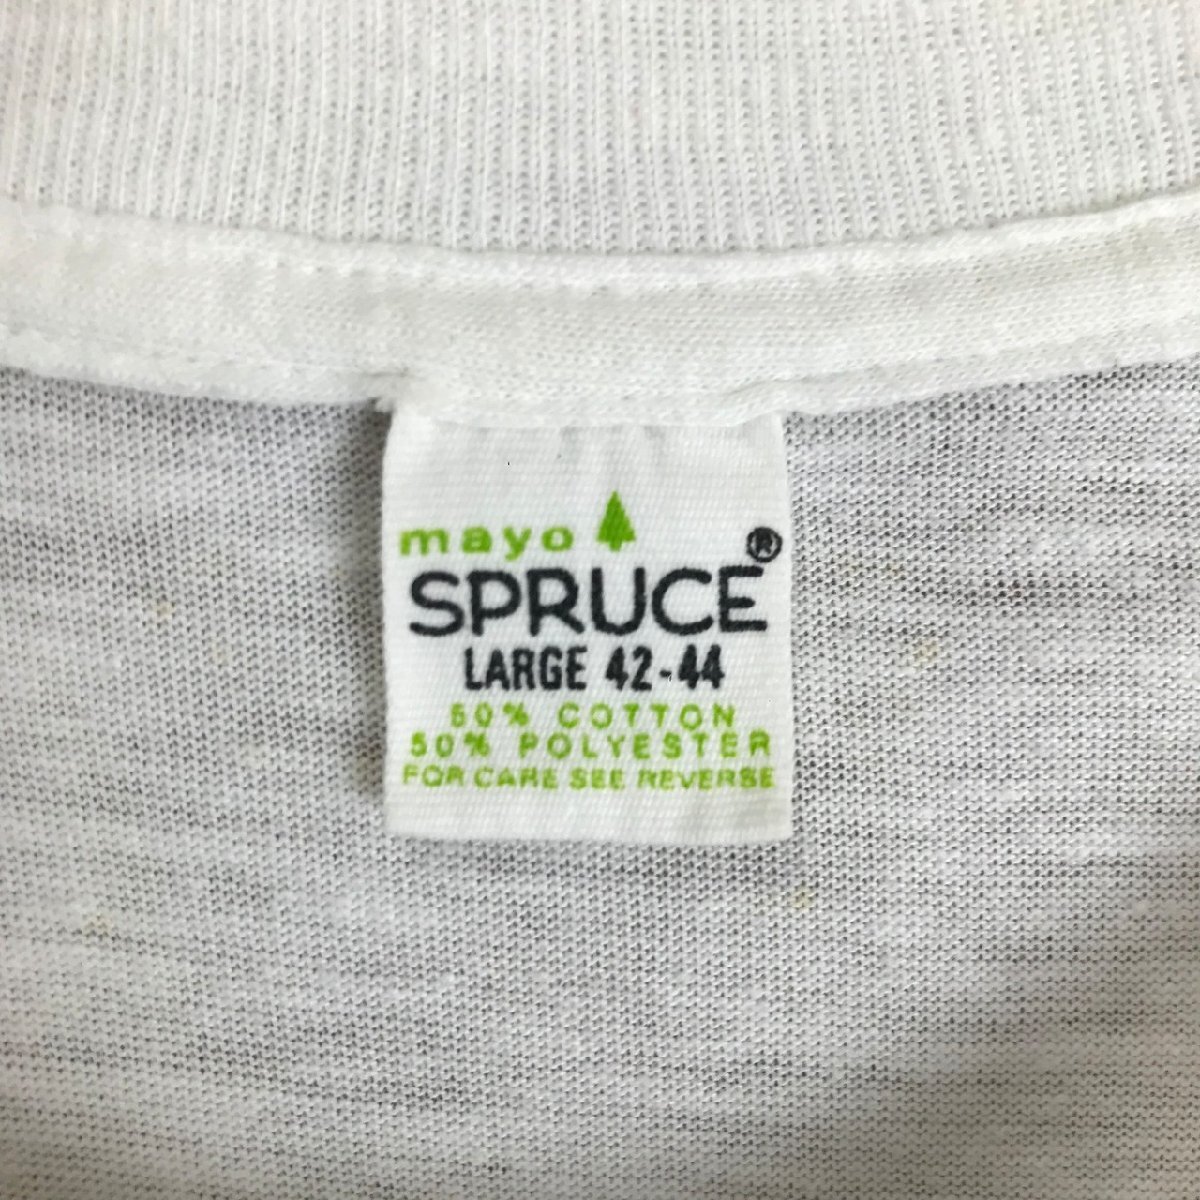 mayo
SPRUCE®
LARGE 42-44
50% COTTON
50% POLYESTER
FOR CARE SEE REVERSE